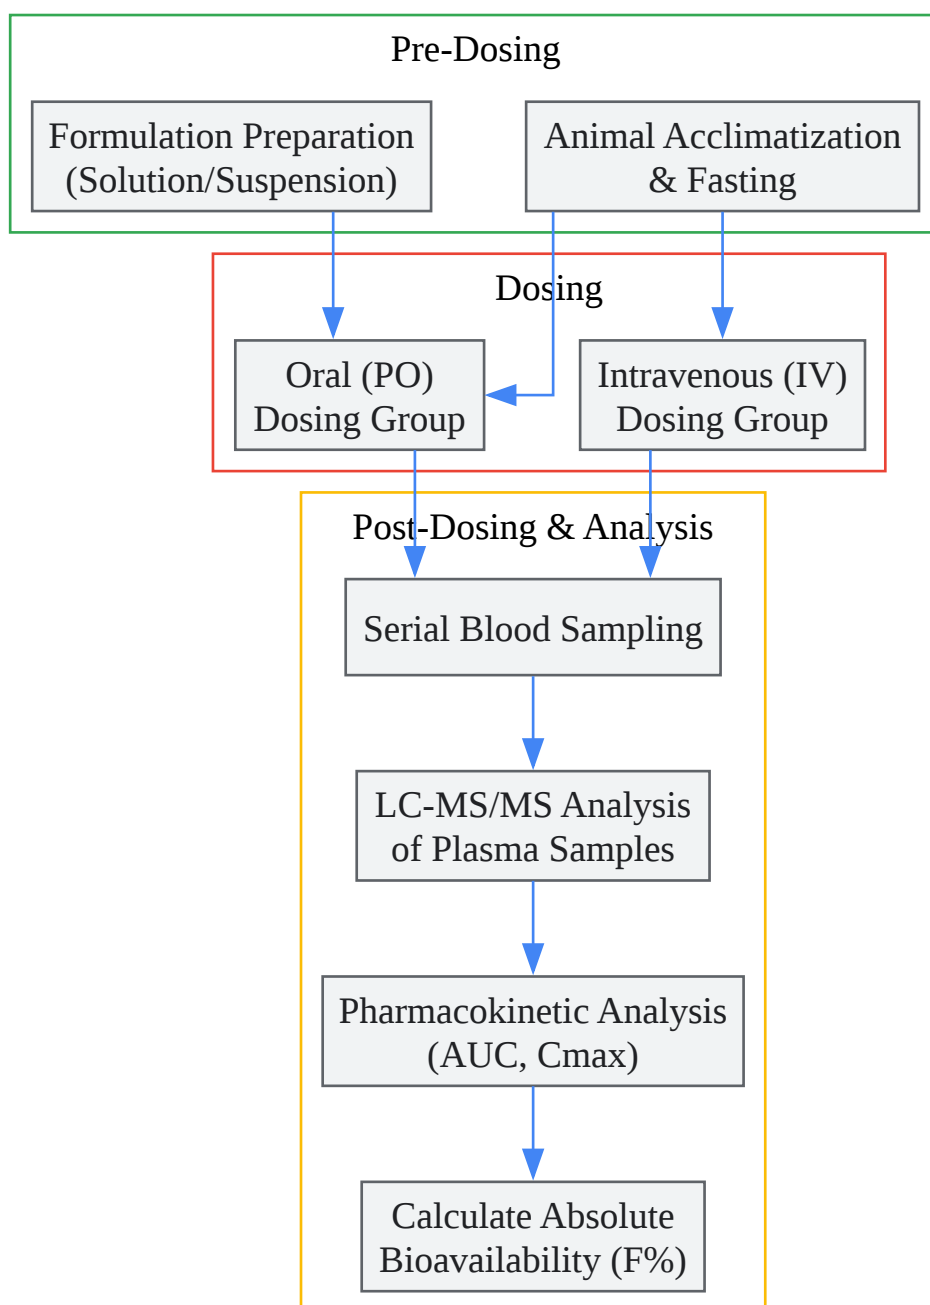 Pre-Dosing
Formulation Preparation
(Solution/Suspension)
Animal Acclimatization
& Fasting
Dosing
Oral (PO)
Dosing Group
Intravenous (IV)
Dosing Group
Post-Dosing & Analysis
Serial Blood Sampling
LC-MS/MS Analysis
of Plasma Samples
Pharmacokinetic Analysis
(AUC, Cmax)
Calculate Absolute
Bioavailability (F%)